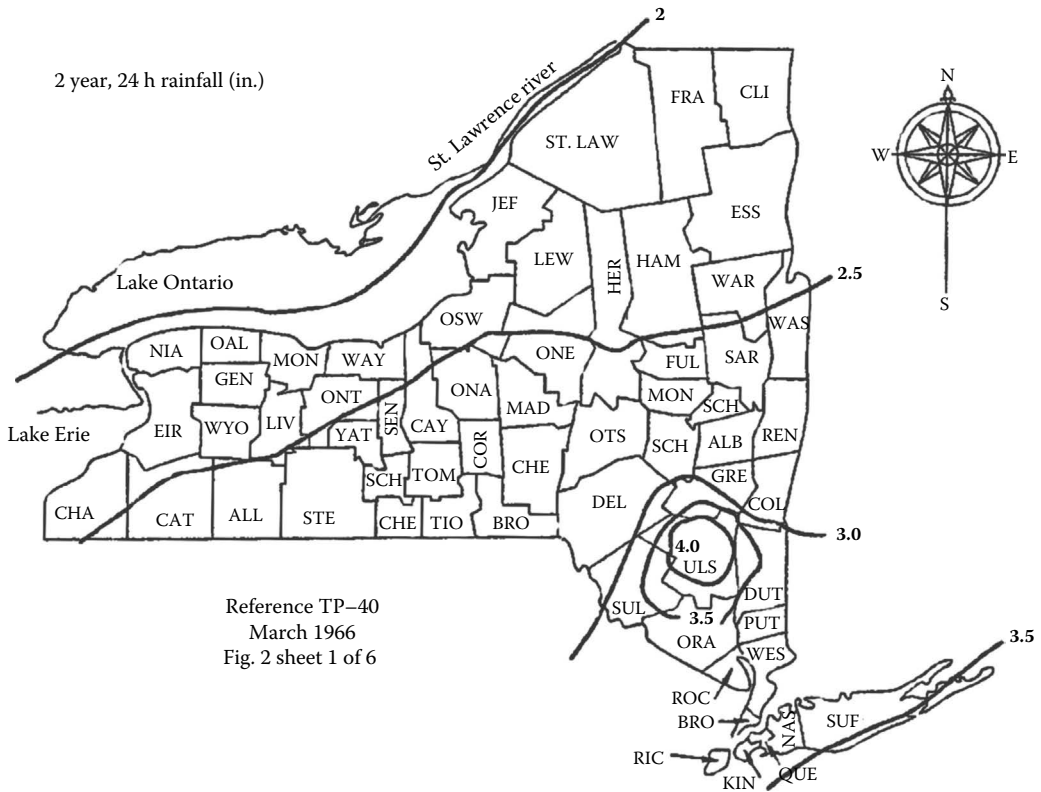 2
2 year, 24 h rainfall (in.)
St. Lawrence river
FRA
CLI
N
W
E
S
ST. LAW
JEF
ESS
LEW
HER
HAM
Lake Ontario
WAR
2.5
OSW
WAS
NIA
OAL
MON
WAY
ONE
FUL
SAR
GEN
ONT
SEN
ONA
MAD
MON
SCH
Lake Erie
EIR
WYO
LIV
YAT
CAY
COR
OTS
SCH
ALB
REN
SCH
TOM
CHE
GRE
DEL
COL
CHA
CAT
ALL
STE
CHE
TIO
BRO
3.0
4.0
ULS
DUT
SUL
3.5
PUT
ORA
WES
Reference TP–40
March 1966
Fig. 2 sheet 1 of 6
3.5
ROC
BRO
NAS
SUF
RIC
KIN
QUE